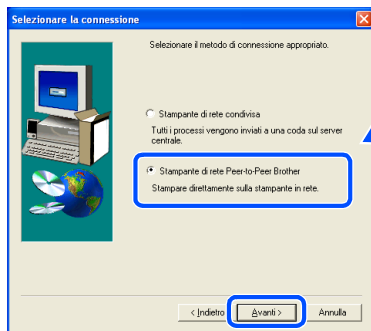 Selezionare la connessione
Selezionare il metodo di connessione appropriato.
Stampante di rete condivisa
Tutti i processi vengono inviati a una coda sul server
centrale.
Stampante di rete Peer-to-Peer Brother
Stampare direttamente sulla stampante in rete.
< Indietro
Avanti >
Annulla